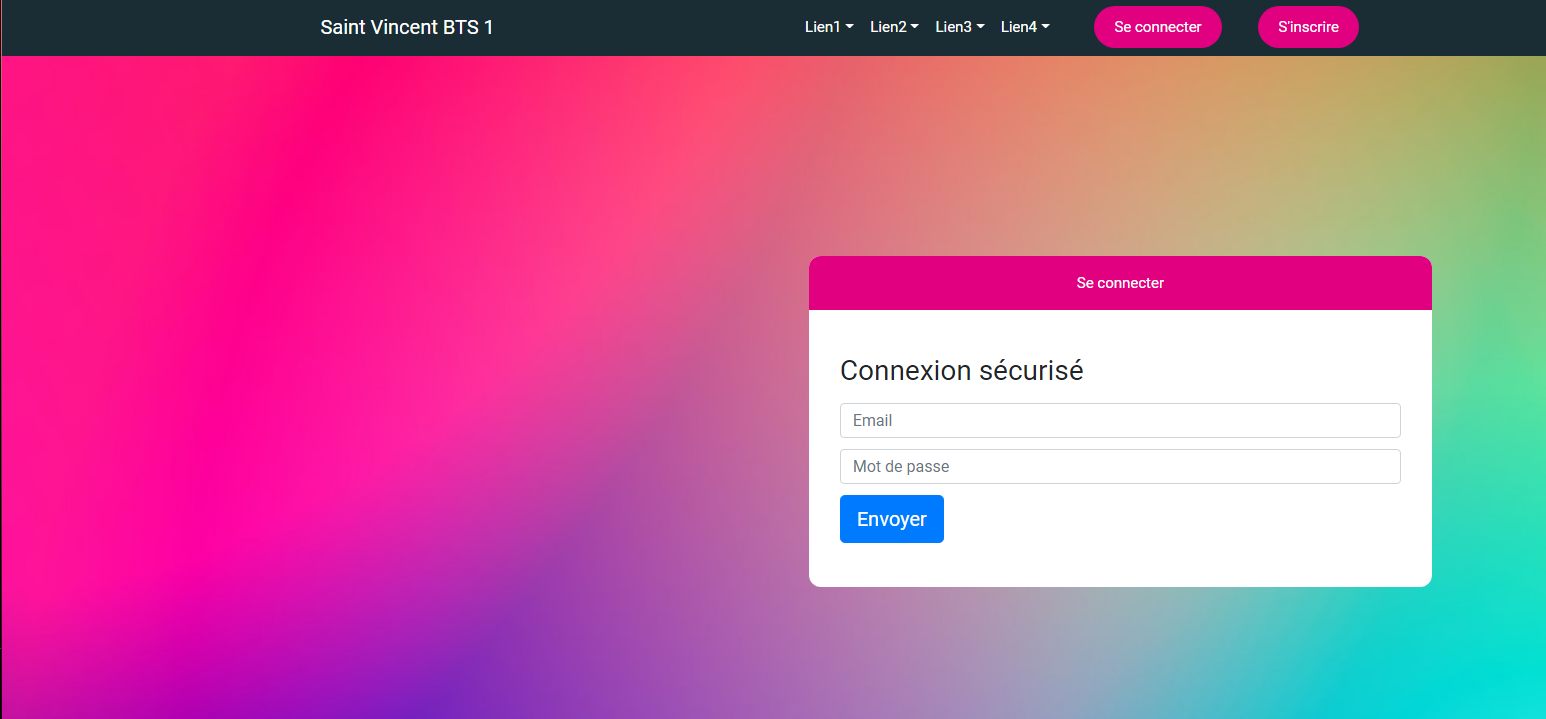 Saint Vincent BTS 1 Lien1 Lien2 Lien3 Lien4 Se connecter S'inscrire
Se connecter
Connexion sécurisé
Email
Mot de passe
Envoyer